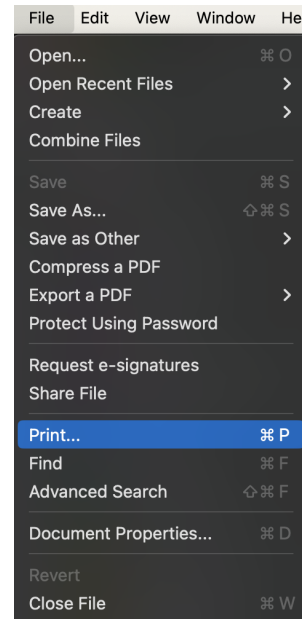 File Edit View Window He
Open... ⌘ O
Open Recent Files >
Create >
Combine Files
Save ⌘ S
Save As... ⇧⌘ S
Save as Other >
Compress a PDF
Export a PDF >
Protect Using Password
Request e-signatures
Share File
Print... ⌘ P
Find ⌘ F
Advanced Search ⇧⌘ F
Document Properties... ⌘ D
Revert
Close File ⌘ W